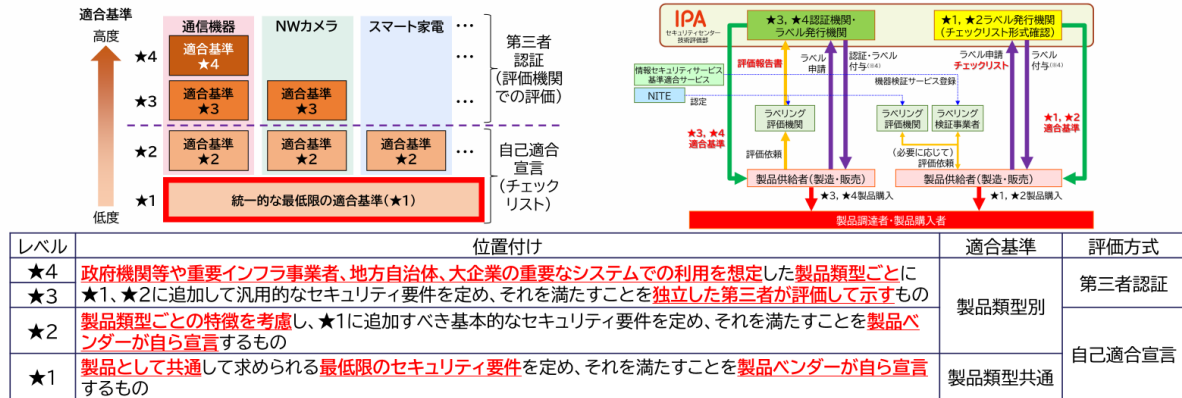 適合基準
高度
★4
★3
★2
★1
低度
通信機器
NWカメラ
スマート家電
…
適合基準
★4
適合基準
★3
適合基準
★3
…
適合基準
★2
適合基準
★2
適合基準
★2
…
統一的な最低限の適合基準(★1)
第三者
認証
(評価機関
での評価)
自己適合
宣言
(チェック
リスト)
IPA
セキュリティセンター
技術評価部
★3, ★4認証機関・
ラベル発行機関
★1, ★2ラベル発行機関
(チェックリスト形式確認)
評価報告書
ラベル
申請
認証・ラベル
付与(※4)
ラベル申請
チェックリスト
ラベル
付与(※4)
情報セキュリティサービス
基準適合サービス
機器検証サービス登録
NITE
認定
ラベリング
評価機関
ラベリング
評価機関
ラベリング
検証事業者
★3, ★4
適合基準
★1, ★2
適合基準
評価依頼
(必要に応じて)
評価依頼
製品供給者(製造・販売)
製品供給者(製造・販売)
★3, ★4製品購入
★1, ★2製品購入
製品調達者・製品購入者
レベル
位置付け
適合基準
評価方式
★4
★3
政府機関等や重要インフラ事業者、地方自治体、大企業の重要なシステムでの利用を想定した製品類型ごとに
★1、★2に追加して汎用的なセキュリティ要件を定め、それを満たすことを独立した第三者が評価して示すもの
製品類型別
第三者認証
★2
製品類型ごとの特徴を考慮し、★1に追加すべき基本的なセキュリティ要件を定め、それを満たすことを製品ベ
ンダーが自ら宣言するもの
自己適合宣言
★1
製品として共通して求められる最低限のセキュリティ要件を定め、それを満たすことを製品ベンダーが自ら宣言
するもの
製品類型共通